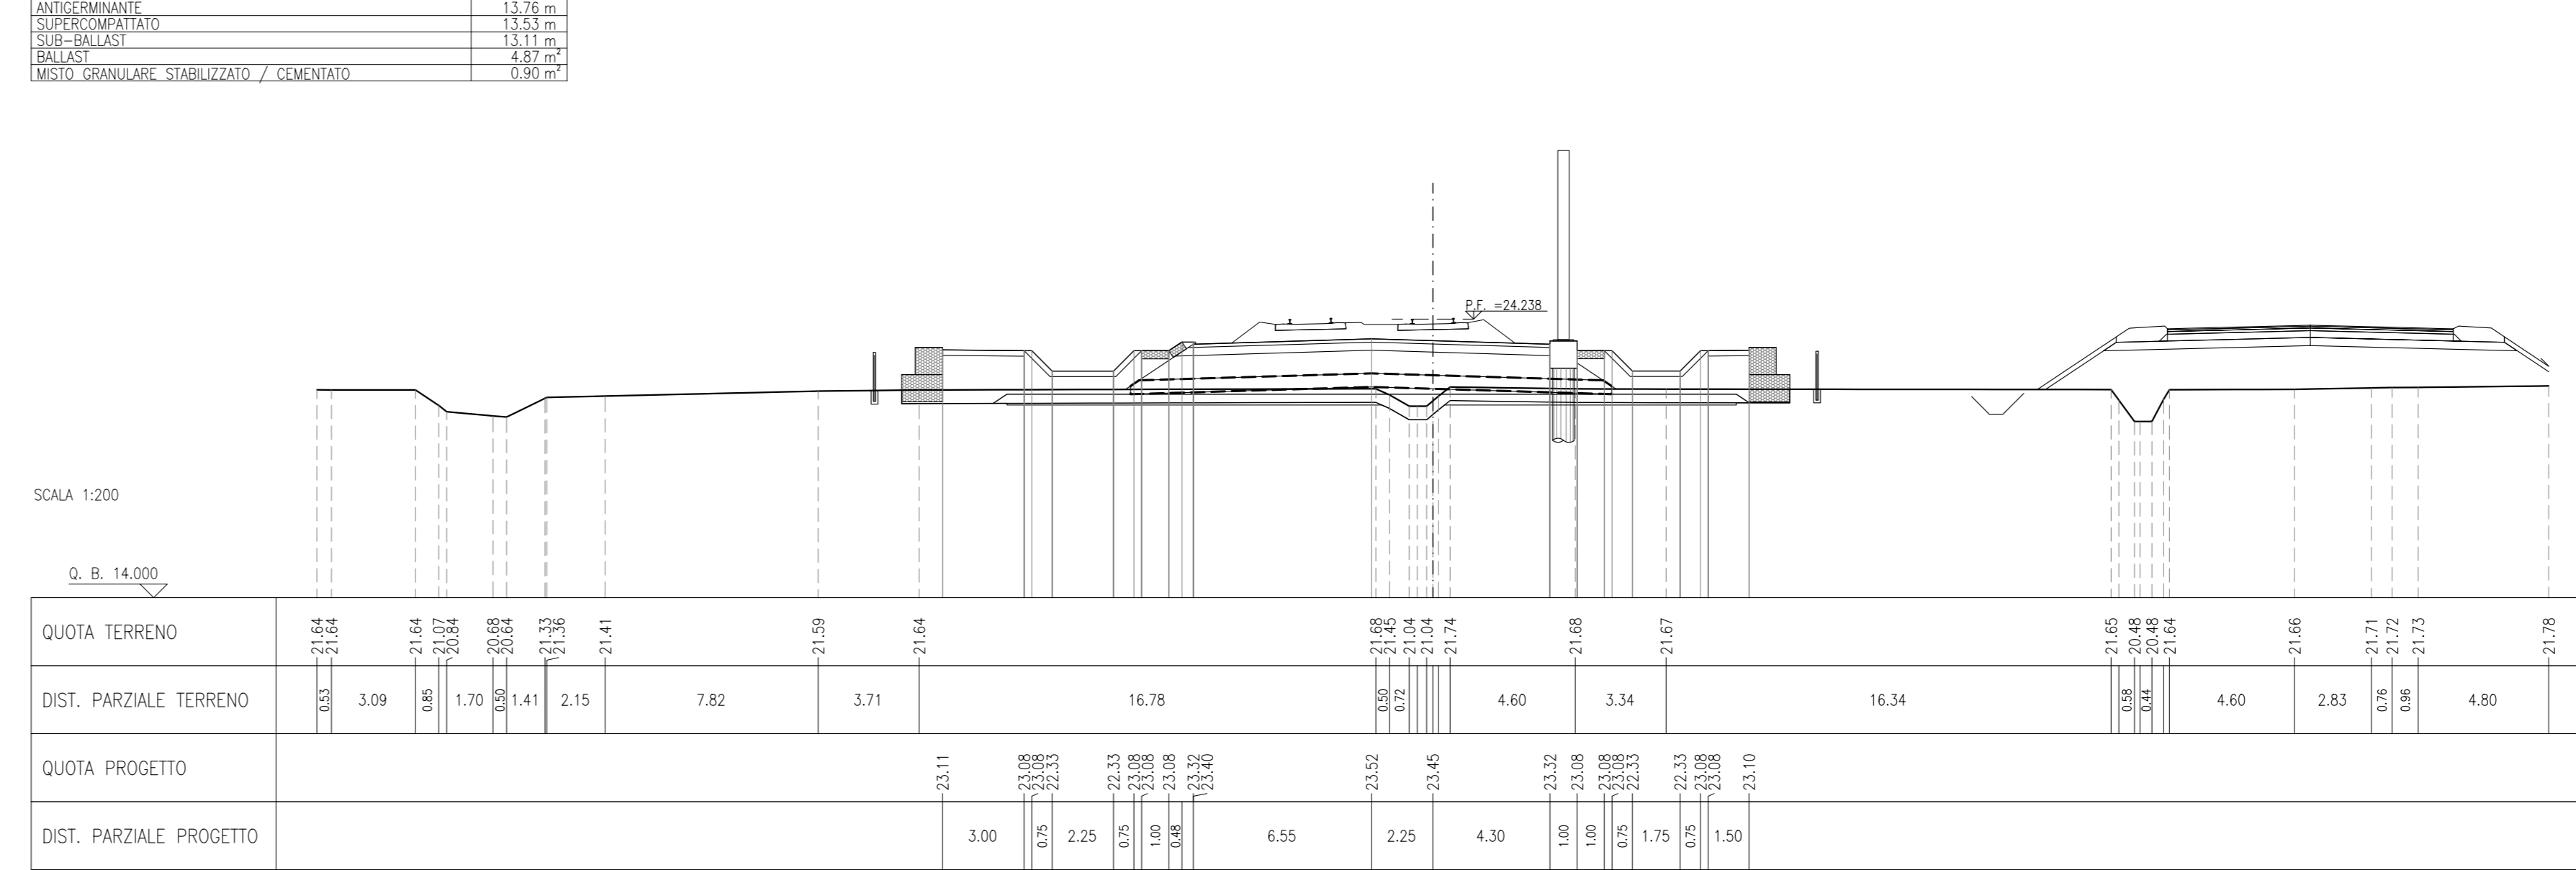 ANTIGERMINANTE 13.76 m
SUPERCOMPATTATO 13.53 m
SUB-BALLAST 13.11 m
BALLAST 4.87 m²
MISTO GRANULARE STABILIZZATO / CEMENTATO 0.90 m²
P.F. =24.238
SCALA 1:200
Q. B. 14.000
QUOTA TERRENO 21.64 21.64 21.64 21.07 20.84 20.68 20.64 21.33 21.36 21.41 21.59 21.64 21.68 21.45 21.04 21.04 21.74 21.68 21.67 21.65 20.48 20.48 21.64 21.66 21.71 21.72 21.73 21.78
DIST. PARZIALE TERRENO 0.53 3.09 0.85 1.70 0.50 1.41 2.15 7.82 3.71 16.78 0.50 0.72 4.60 3.34 16.34 0.58 0.44 4.60 2.83 0.76 0.96 4.80
QUOTA PROGETTO 23.11 23.08 23.08 22.33 22.33 23.08 23.08 23.08 23.32 23.40 23.52 23.45 23.32 23.08 23.08 23.08 22.33 22.33 23.08 23.08 23.10
DIST. PARZIALE PROGETTO 3.00 0.75 2.25 0.75 1.00 0.48 6.55 2.25 4.30 1.00 1.00 0.75 1.75 0.75 1.50